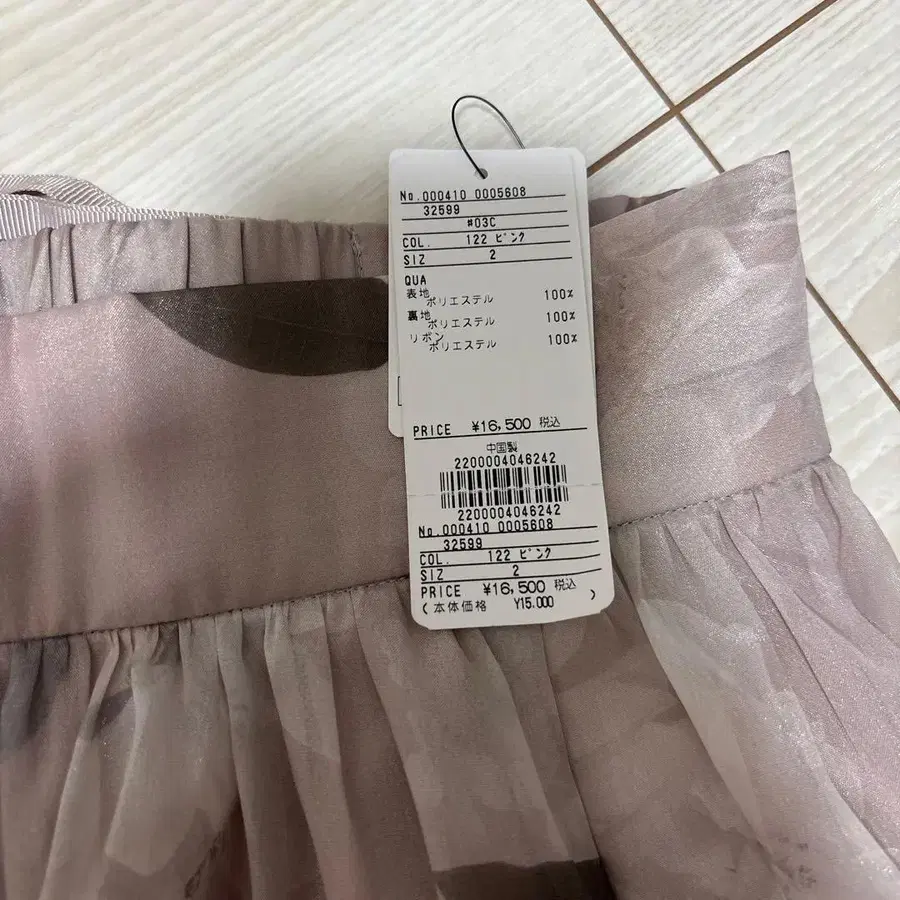 No.000410 0005608
32599
#03C
COL. 122 ピンク
SIZ 2
QUA
表地
ポリエステル 100%
裏地
ポリエステル 100%
リボン
ポリエステル 100%
PRICE ¥16,500 税込
中国製
2200004046242
2200004046242
No.000410 0005608
32599
COL. 122 ピンク
SIZ 2
PRICE ¥16,500 税込
(本体価格 ¥15.000 )